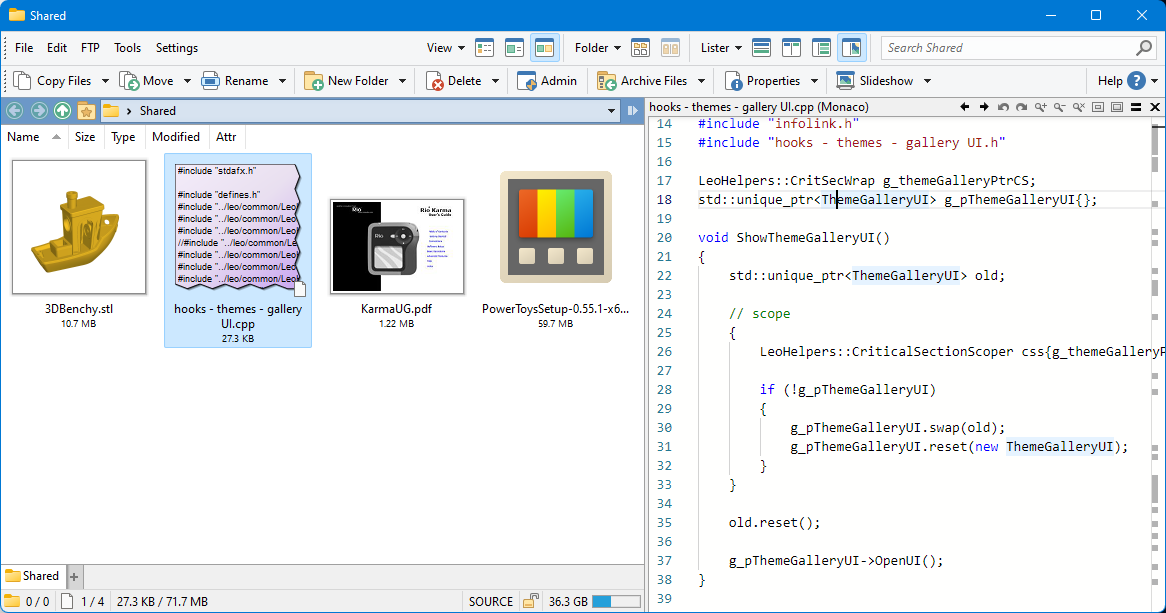 Shared
File Edit FTP Tools Settings View Folder Lister Search Shared
Copy Files Move Rename New Folder Delete Admin Archive Files Properties Slideshow Help
Shared
Name Size Type Modified Attr
#include "stdafx.h"
#include "defines.h"
#include "../leo/common/Leo
#include "../leo/common/Leo
#include "../leo/common/Le
//#include "../leo/common/Le
#include "../leo/common/Le
#include "../leo/common/Leo
#include "../leo/common/Leo
Rio Karma
User's Guide
Rio
3DBenchy.stl
10.7 MB
hooks - themes - gallery
UI.cpp
27.3 KB
KarmaUG.pdf
1.22 MB
PowerToysSetup-0.55.1-x6...
59.7 MB
hooks - themes - gallery UI.cpp (Monaco)
14 #include "infolink.h"
15 #include "hooks - themes - gallery UI.h"
16
17 LeoHelpers::CritSecWrap g_themeGalleryPtrCS;
18 std::unique_ptr<ThemeGalleryUI> g_pThemeGalleryUI{};
19
20 void ShowThemeGalleryUI()
21 {
22 std::unique_ptr<ThemeGalleryUI> old;
23
24 // scope
25 {
26 LeoHelpers::CriticalSectionScoper css{g_themeGalleryP
27
28 if (!g_pThemeGalleryUI)
29 {
30 g_pThemeGalleryUI.swap(old);
31 g_pThemeGalleryUI.reset(new ThemeGalleryUI);
32 }
33 }
34
35 old.reset();
36
37 g_pThemeGalleryUI->OpenUI();
38 }
39
Shared +
0 / 0 1 / 4 27.3 KB / 71.7 MB SOURCE 36.3 GB